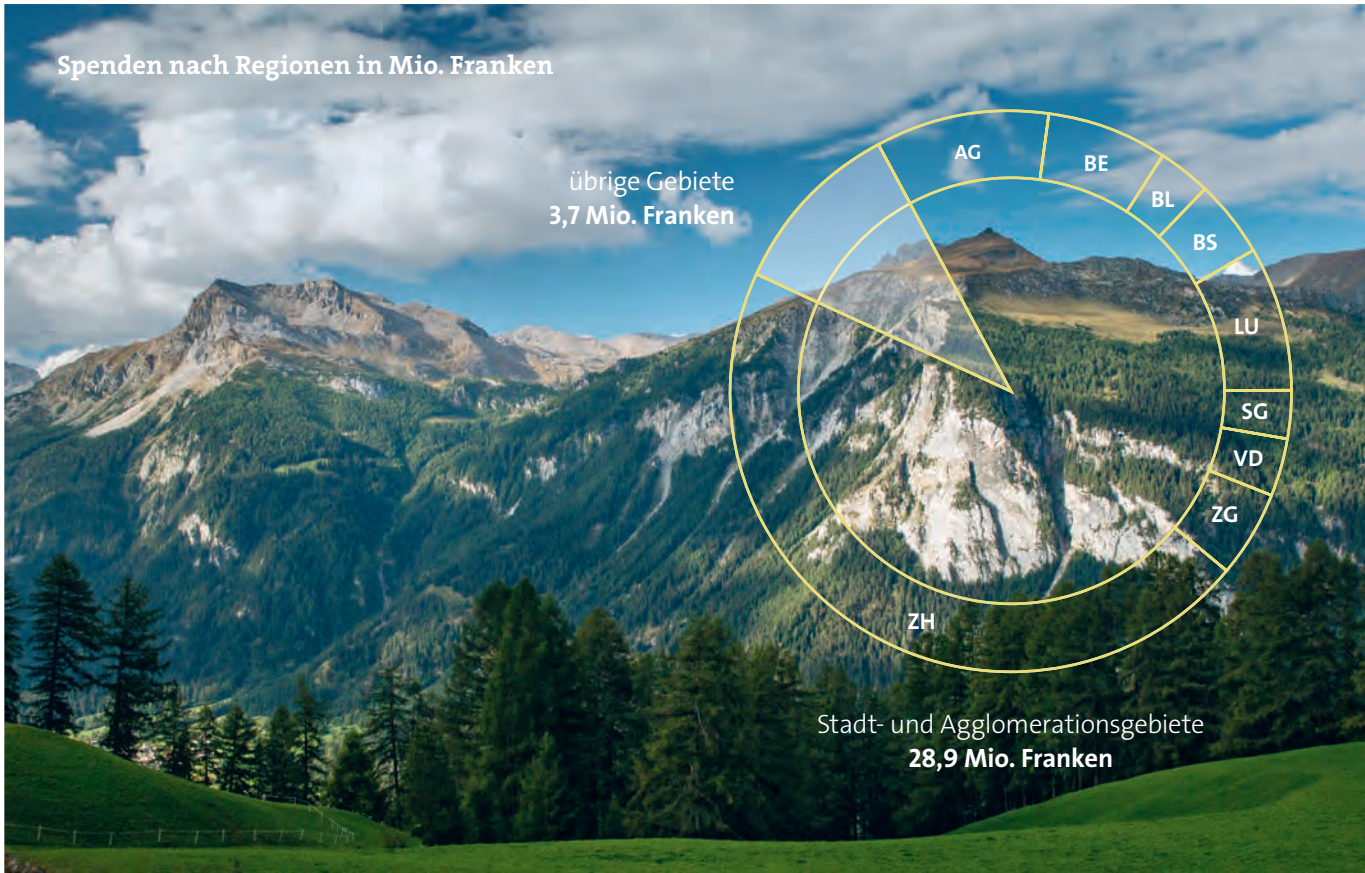 Spenden nach Regionen in Mio. Franken
übrige Gebiete
3,7 Mio. Franken
AG
BE
BL
BS
LU
SG
VD
ZG
ZH
Stadt- und Agglomerationsgebiete
28,9 Mio. Franken